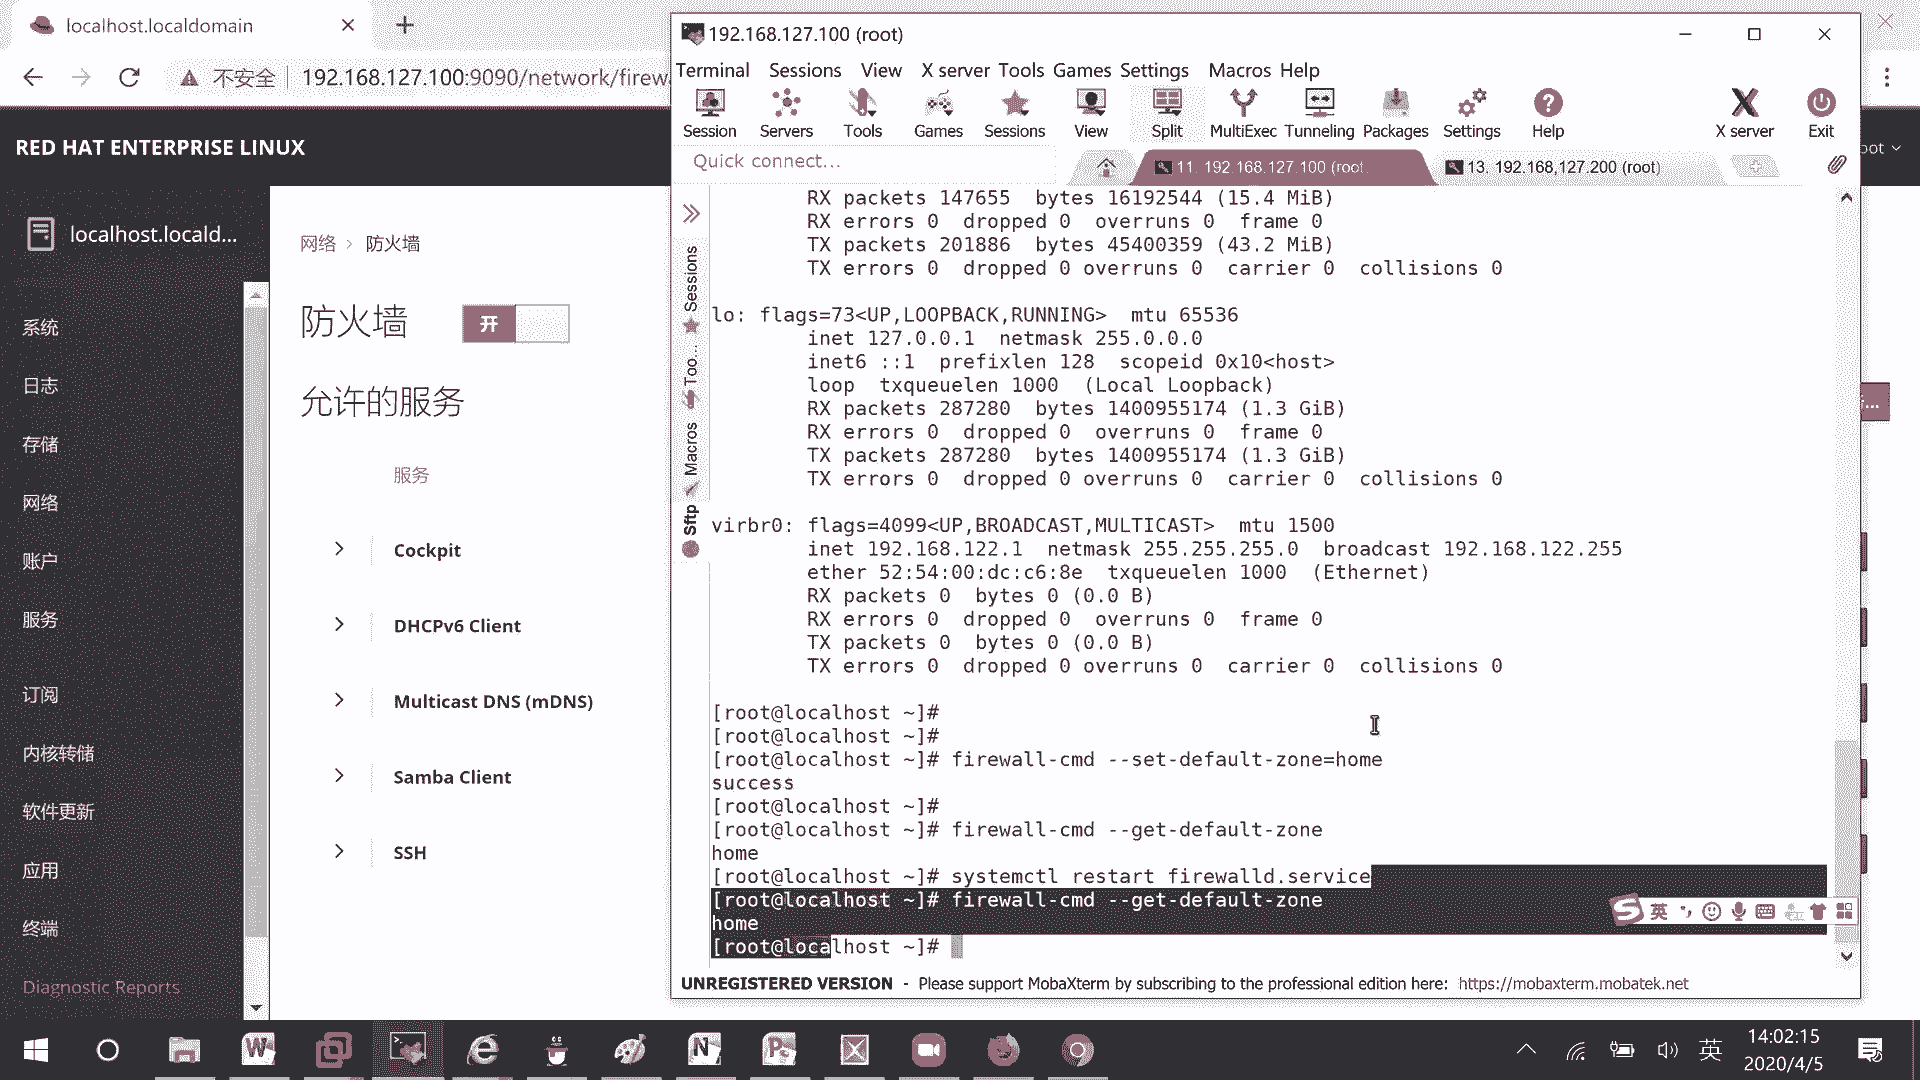 localhost.localdomain
不安全
192.168.127.100:9090/network/firew
RED HAT ENTERPRISE LINUX
localhost.locald...
系统
日志
存储
网络
账户
服务
订阅
内核转储
软件更新
应用
终端
Diagnostic Reports
网络 > 防火墙
防火墙
开
允许的服务
服务
Cockpit
DHCPv6 Client
Multicast DNS (mDNS)
Samba Client
SSH
192.168.127.100 (root)
Terminal Sessions View X server Tools Games Settings Macros Help
Session Servers Tools Games Sessions View Split MultiExec Tunneling Packages Settings Help X server Exit
Quick connect...
11. 192.168.127.100 (root
13. 192.168,127.200 (root)
Sessions
Too...
Macros
Sftp
RX packets 147655 bytes 16192544 (15.4 MiB)
RX errors 0 dropped 0 overruns 0 frame 0
TX packets 201886 bytes 45400359 (43.2 MiB)
TX errors 0 dropped 0 overruns 0 carrier 0 collisions 0
lo: flags=73<UP,LOOPBACK,RUNNING> mtu 65536
inet 127.0.0.1 netmask 255.0.0.0
inet6 ::1 prefixlen 128 scopeid 0x10<host>
loop txqueuelen 1000 (Local Loopback)
RX packets 287280 bytes 1400955174 (1.3 GiB)
RX errors 0 dropped 0 overruns 0 frame 0
TX packets 287280 bytes 1400955174 (1.3 GiB)
TX errors 0 dropped 0 overruns 0 carrier 0 collisions 0
virbr0: flags=4099<UP,BROADCAST,MULTICAST> mtu 1500
inet 192.168.122.1 netmask 255.255.255.0 broadcast 192.168.122.255
ether 52:54:00:dc:c6:8e txqueuelen 1000 (Ethernet)
RX packets 0 bytes 0 (0.0 B)
RX errors 0 dropped 0 overruns 0 frame 0
TX packets 0 bytes 0 (0.0 B)
TX errors 0 dropped 0 overruns 0 carrier 0 collisions 0
[root@localhost ~]#
[root@localhost ~]#
[root@localhost ~]# firewall-cmd --set-default-zone=home
success
[root@localhost ~]#
[root@localhost ~]# firewall-cmd --get-default-zone
home
[root@localhost ~]# systemctl restart firewalld.service
[root@localhost ~]# firewall-cmd --get-default-zone
home
[root@localhost ~]#
英
UNREGISTERED VERSION - Please support MobaXterm by subscribing to the professional edition here: https://mobaxterm.mobatek.net
oot
英
14:02:15
2020/4/5